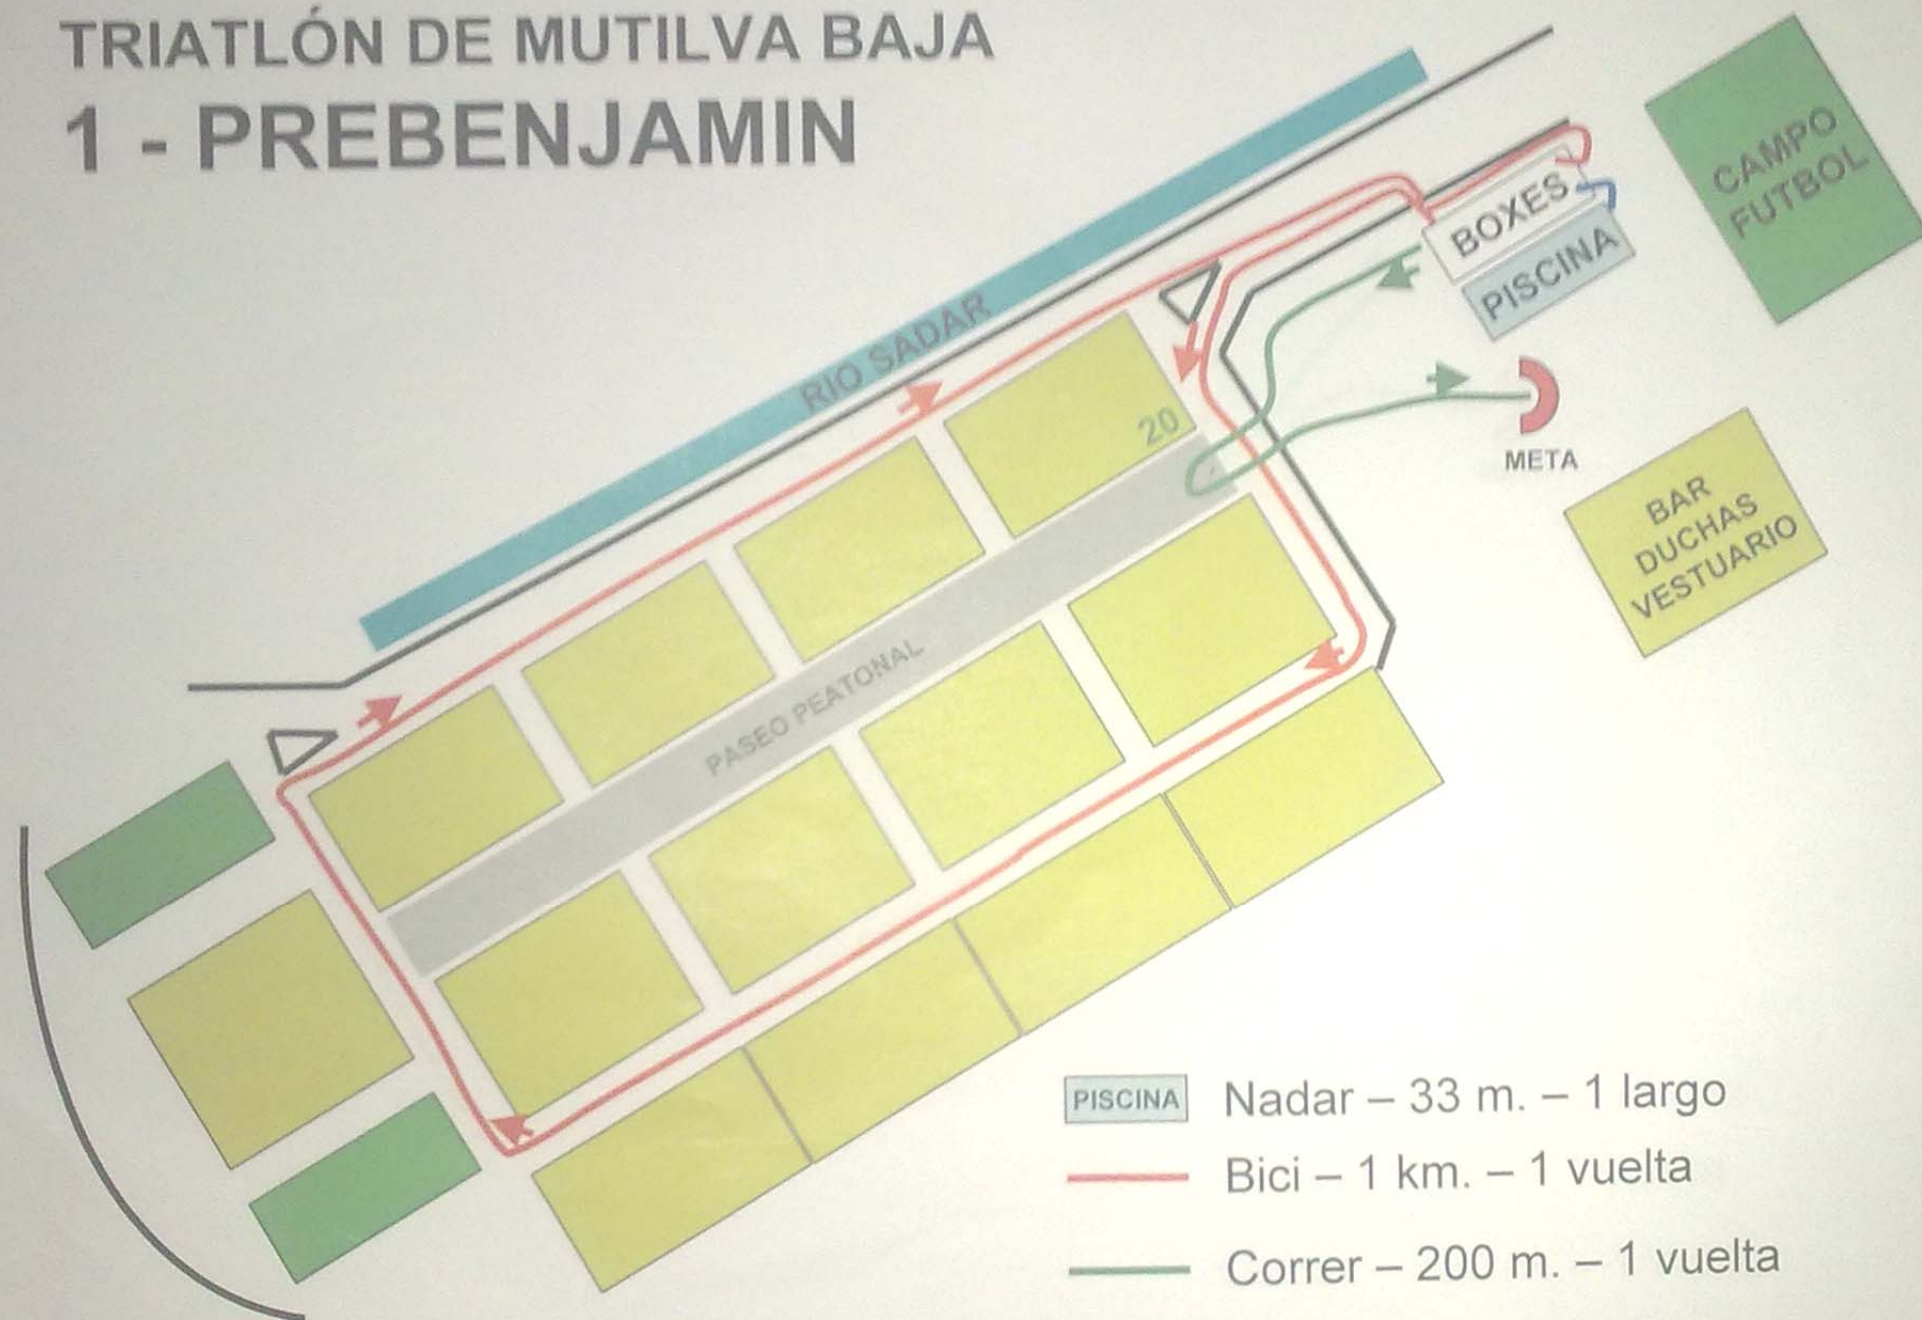 TRIATLÓN DE MUTILVA BAJA
1 - PREBENJAMIN
CAMPO
FUTBOL
BOXES
PISCINA
RIO SADAR
20
META
BAR
DUCHAS
VESTUARIO
PASEO PEATONAL
PISCINA Nadar – 33 m. – 1 largo
Bici – 1 km. – 1 vuelta
Correr – 200 m. – 1 vuelta